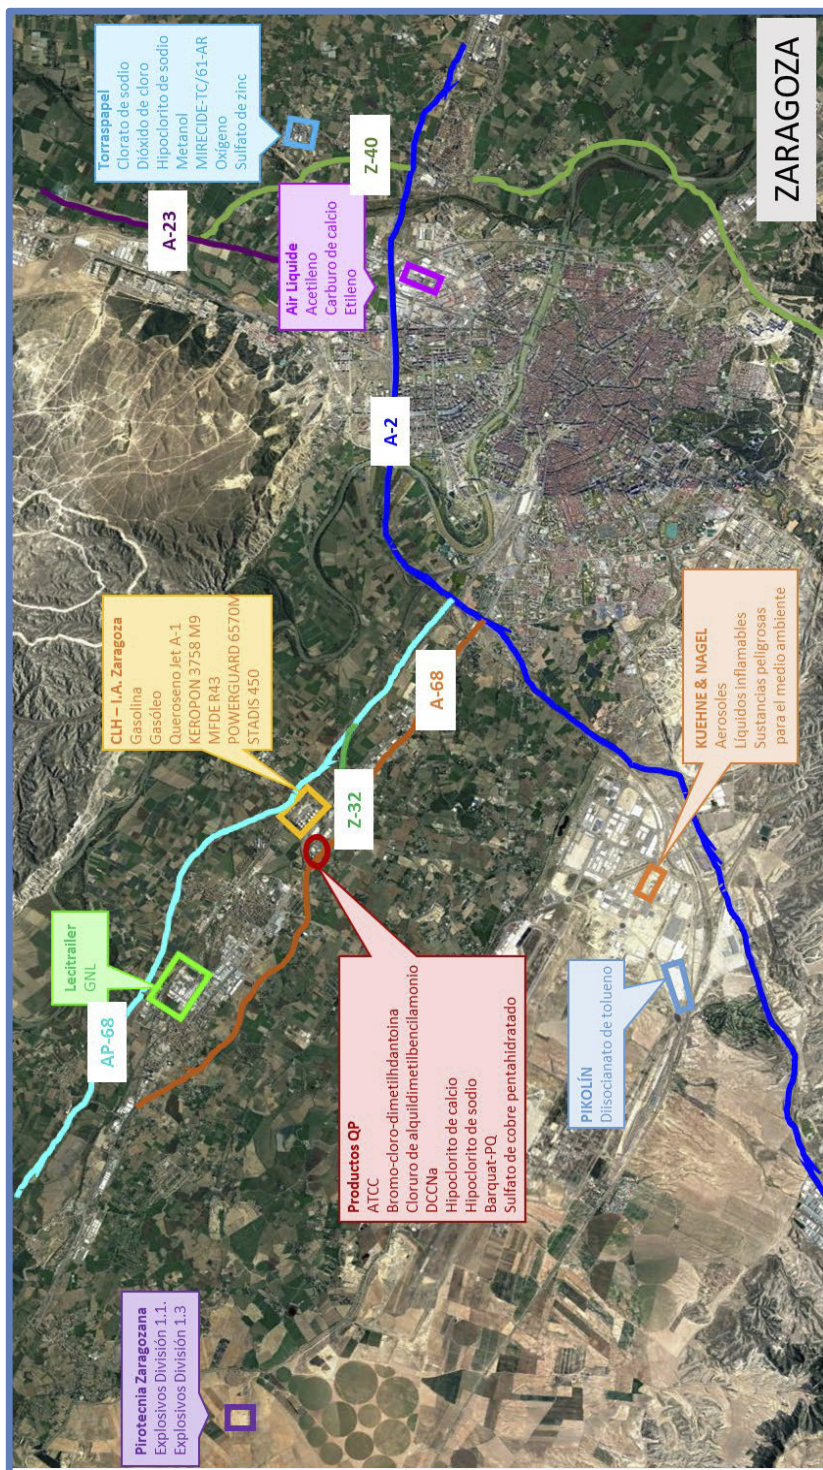 Pirotecnia Zaragozana
Explosivos División 1.1.
Explosivos División 1.3
AP-68
Lecitrailer
GNL
CLH – I.A. Zaragoza
Gasolina
Gasóleo
Queroseno Jet A-1
KEROPON 3758 M9
MFDE R43
POWERGUARD 6570M
STADIS 450
A-23
Torraspapel
Clorato de sodio
Dióxido de cloro
Hipoclorito de sodio
Metanol
MIRECIDE-TC/61-AR
Oxígeno
Sulfato de zinc
Z-40
Air Liquide
Acetileno
Carburo de calcio
Etileno
A-2
Z-32
A-68
Productos QP
ATCC
Bromo-cloro-dimetilhdantoina
Cloruro de alquildimetilbencilamonio
DCCNa
Hipoclorito de calcio
Hipoclorito de sodio
Barquat-PQ
Sulfato de cobre pentahidratado
PIKOLÍN
Diisocianato de tolueno
KUEHNE & NAGEL
Aerosoles
Líquidos inflamables
Sustancias peligrosas
para el medio ambiente
ZARAGOZA